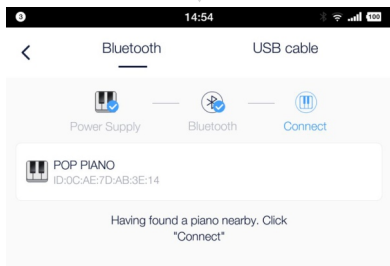 3 14:54 100
Bluetooth USB cable
Power Supply Bluetooth Connect
POP PIANO
ID:0C:AE:7D:AB:3E:14
Having found a piano nearby. Click
"Connect"